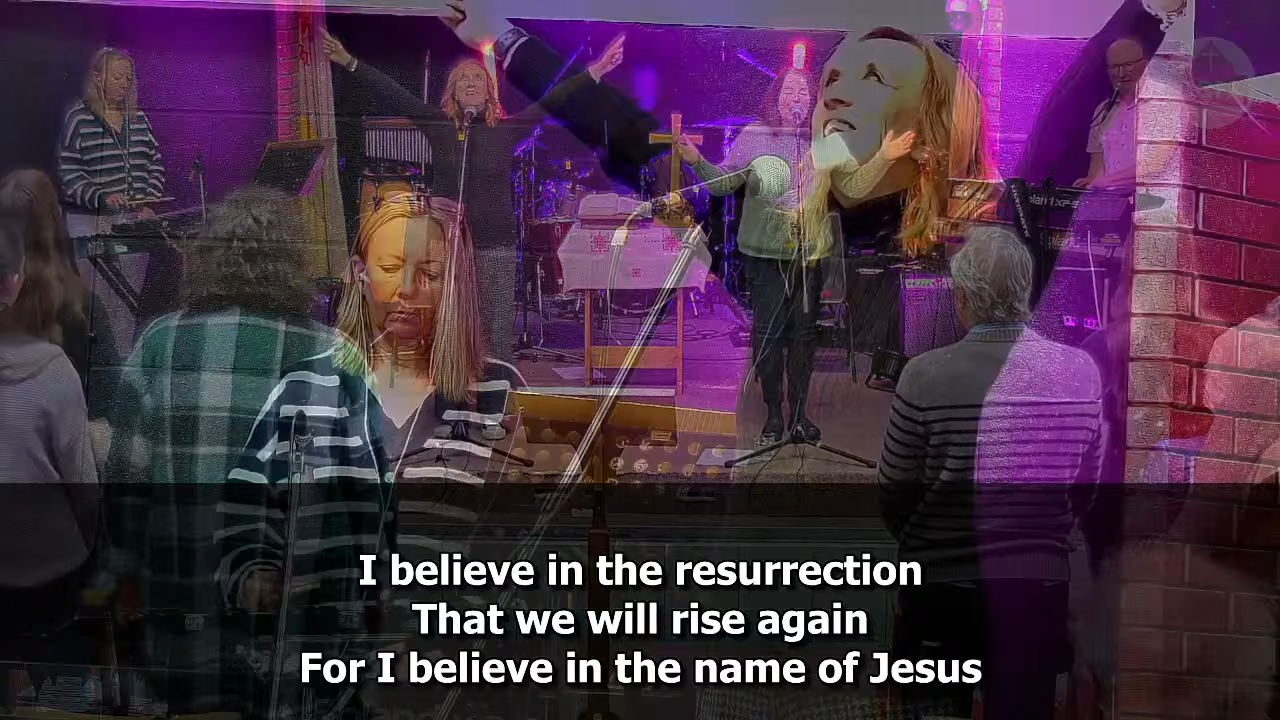 I believe in the resurrection
That we will rise again
For I believe in the name of Jesus